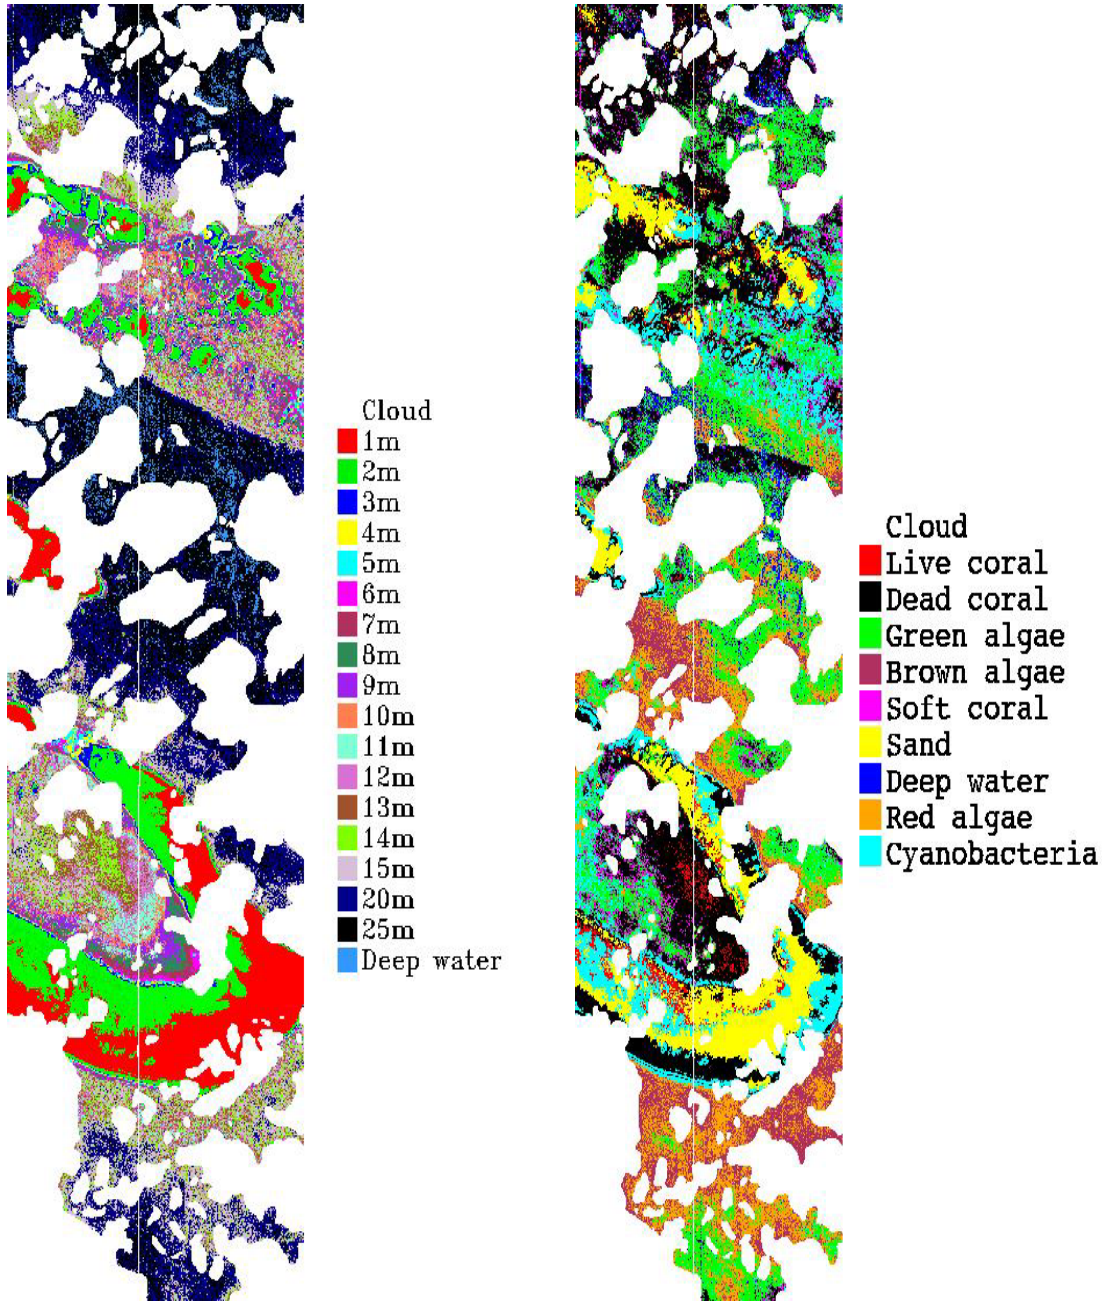 Cloud
1m
2m
3m
4m
5m
6m
7m
8m
9m
10m
11m
12m
13m
14m
15m
20m
25m
Deep water
Cloud
Live coral
Dead coral
Green algae
Brown algae
Soft coral
Sand
Deep water
Red algae
Cyanobacteria